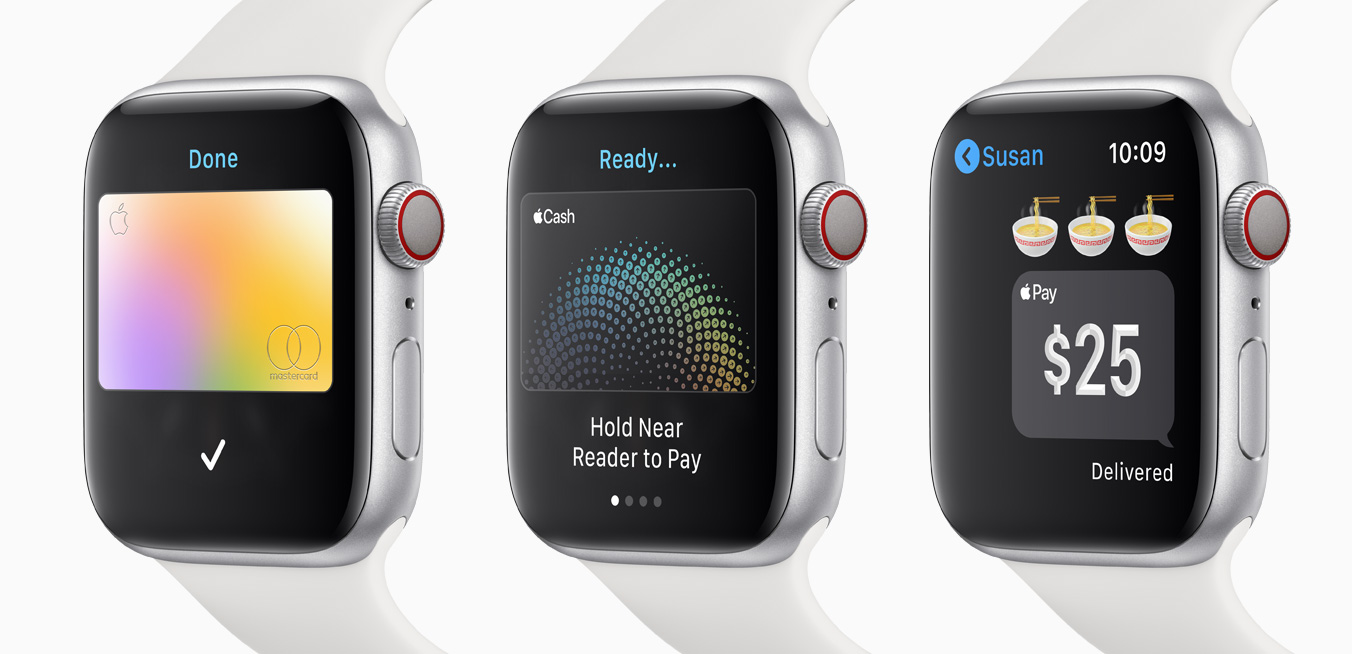 Done
mastercard
Ready...
Cash
Hold Near
Reader to Pay
Susan 10:09
Pay
$25
Delivered